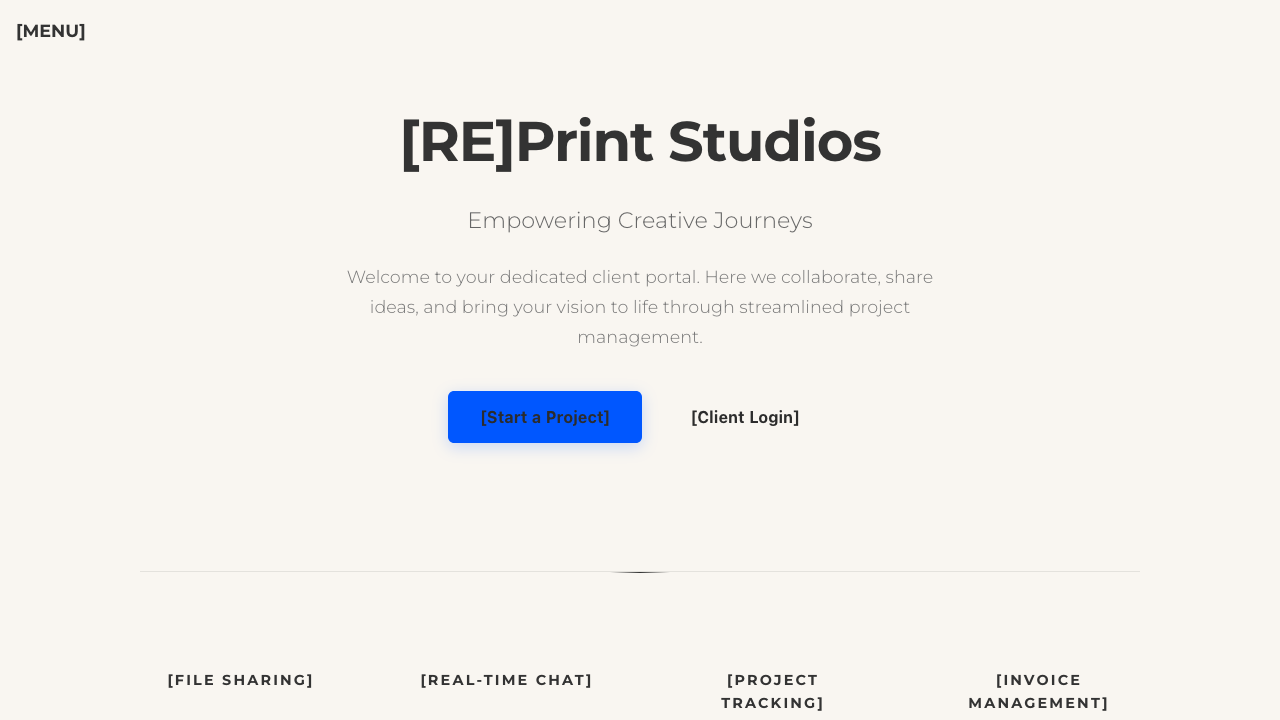 [MENU]
[RE]Print Studios
Empowering Creative Journeys
Welcome to your dedicated client portal. Here we collaborate, share
ideas, and bring your vision to life through streamlined project
management.
[Start a Project]
[Client Login]
[FILE SHARING]
[REAL-TIME CHAT]
[PROJECT
TRACKING]
[INVOICE
MANAGEMENT]